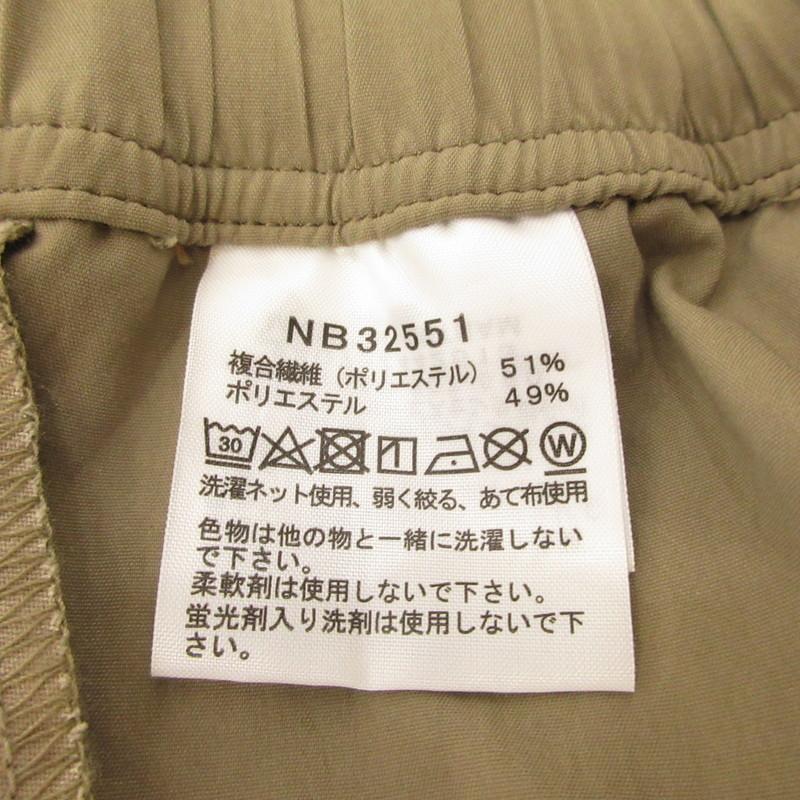 NB32551
複合繊維（ポリエステル） 51%
ポリエステル 49%
30 W
洗濯ネット使用、弱く絞る、あて布使用
色物は他の物と一緒に洗濯しない
で下さい。
柔軟剤は使用しないで下さい。
蛍光剤入り洗剤は使用しないで下
さい。